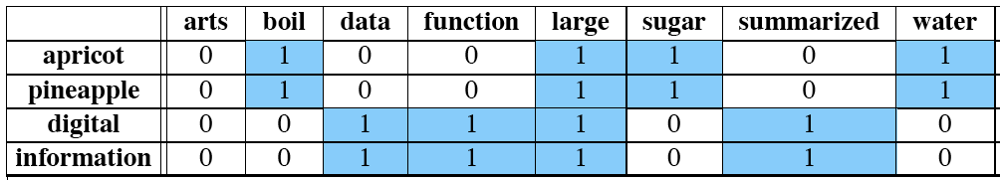 arts boil data function large sugar summarized water
apricot 0 1 0 0 1 1 0 1
pineapple 0 1 0 0 1 1 0 1
digital 0 0 1 1 1 0 1 0
information 0 0 1 1 1 0 1 0